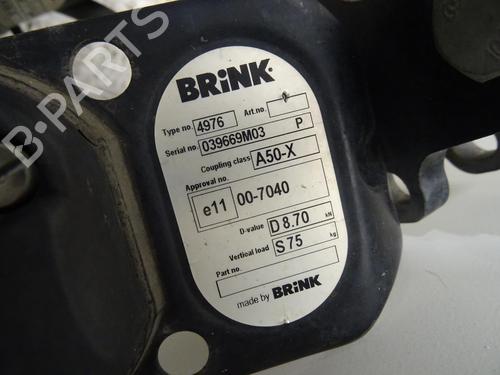 BRiNK
Type no. 4976 Art.no.
Serial no. 039669M03 P
Coupling class A50-X
Approval no.
e11 00-7040
D-value D 8.70 kN
Vertical load S 75 kg
Part no.
made by BRiNK
B-PARTS